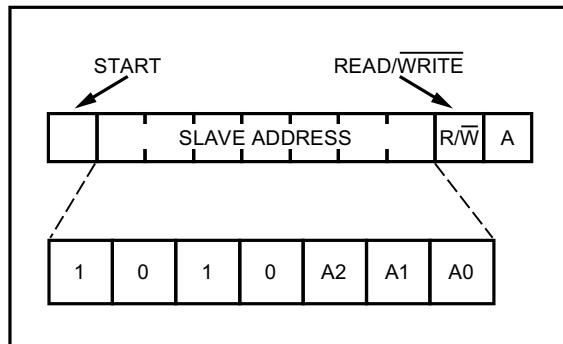 START READ/WRITE
SLAVE ADDRESS R/W A
1 0 1 0 A2 A1 A0